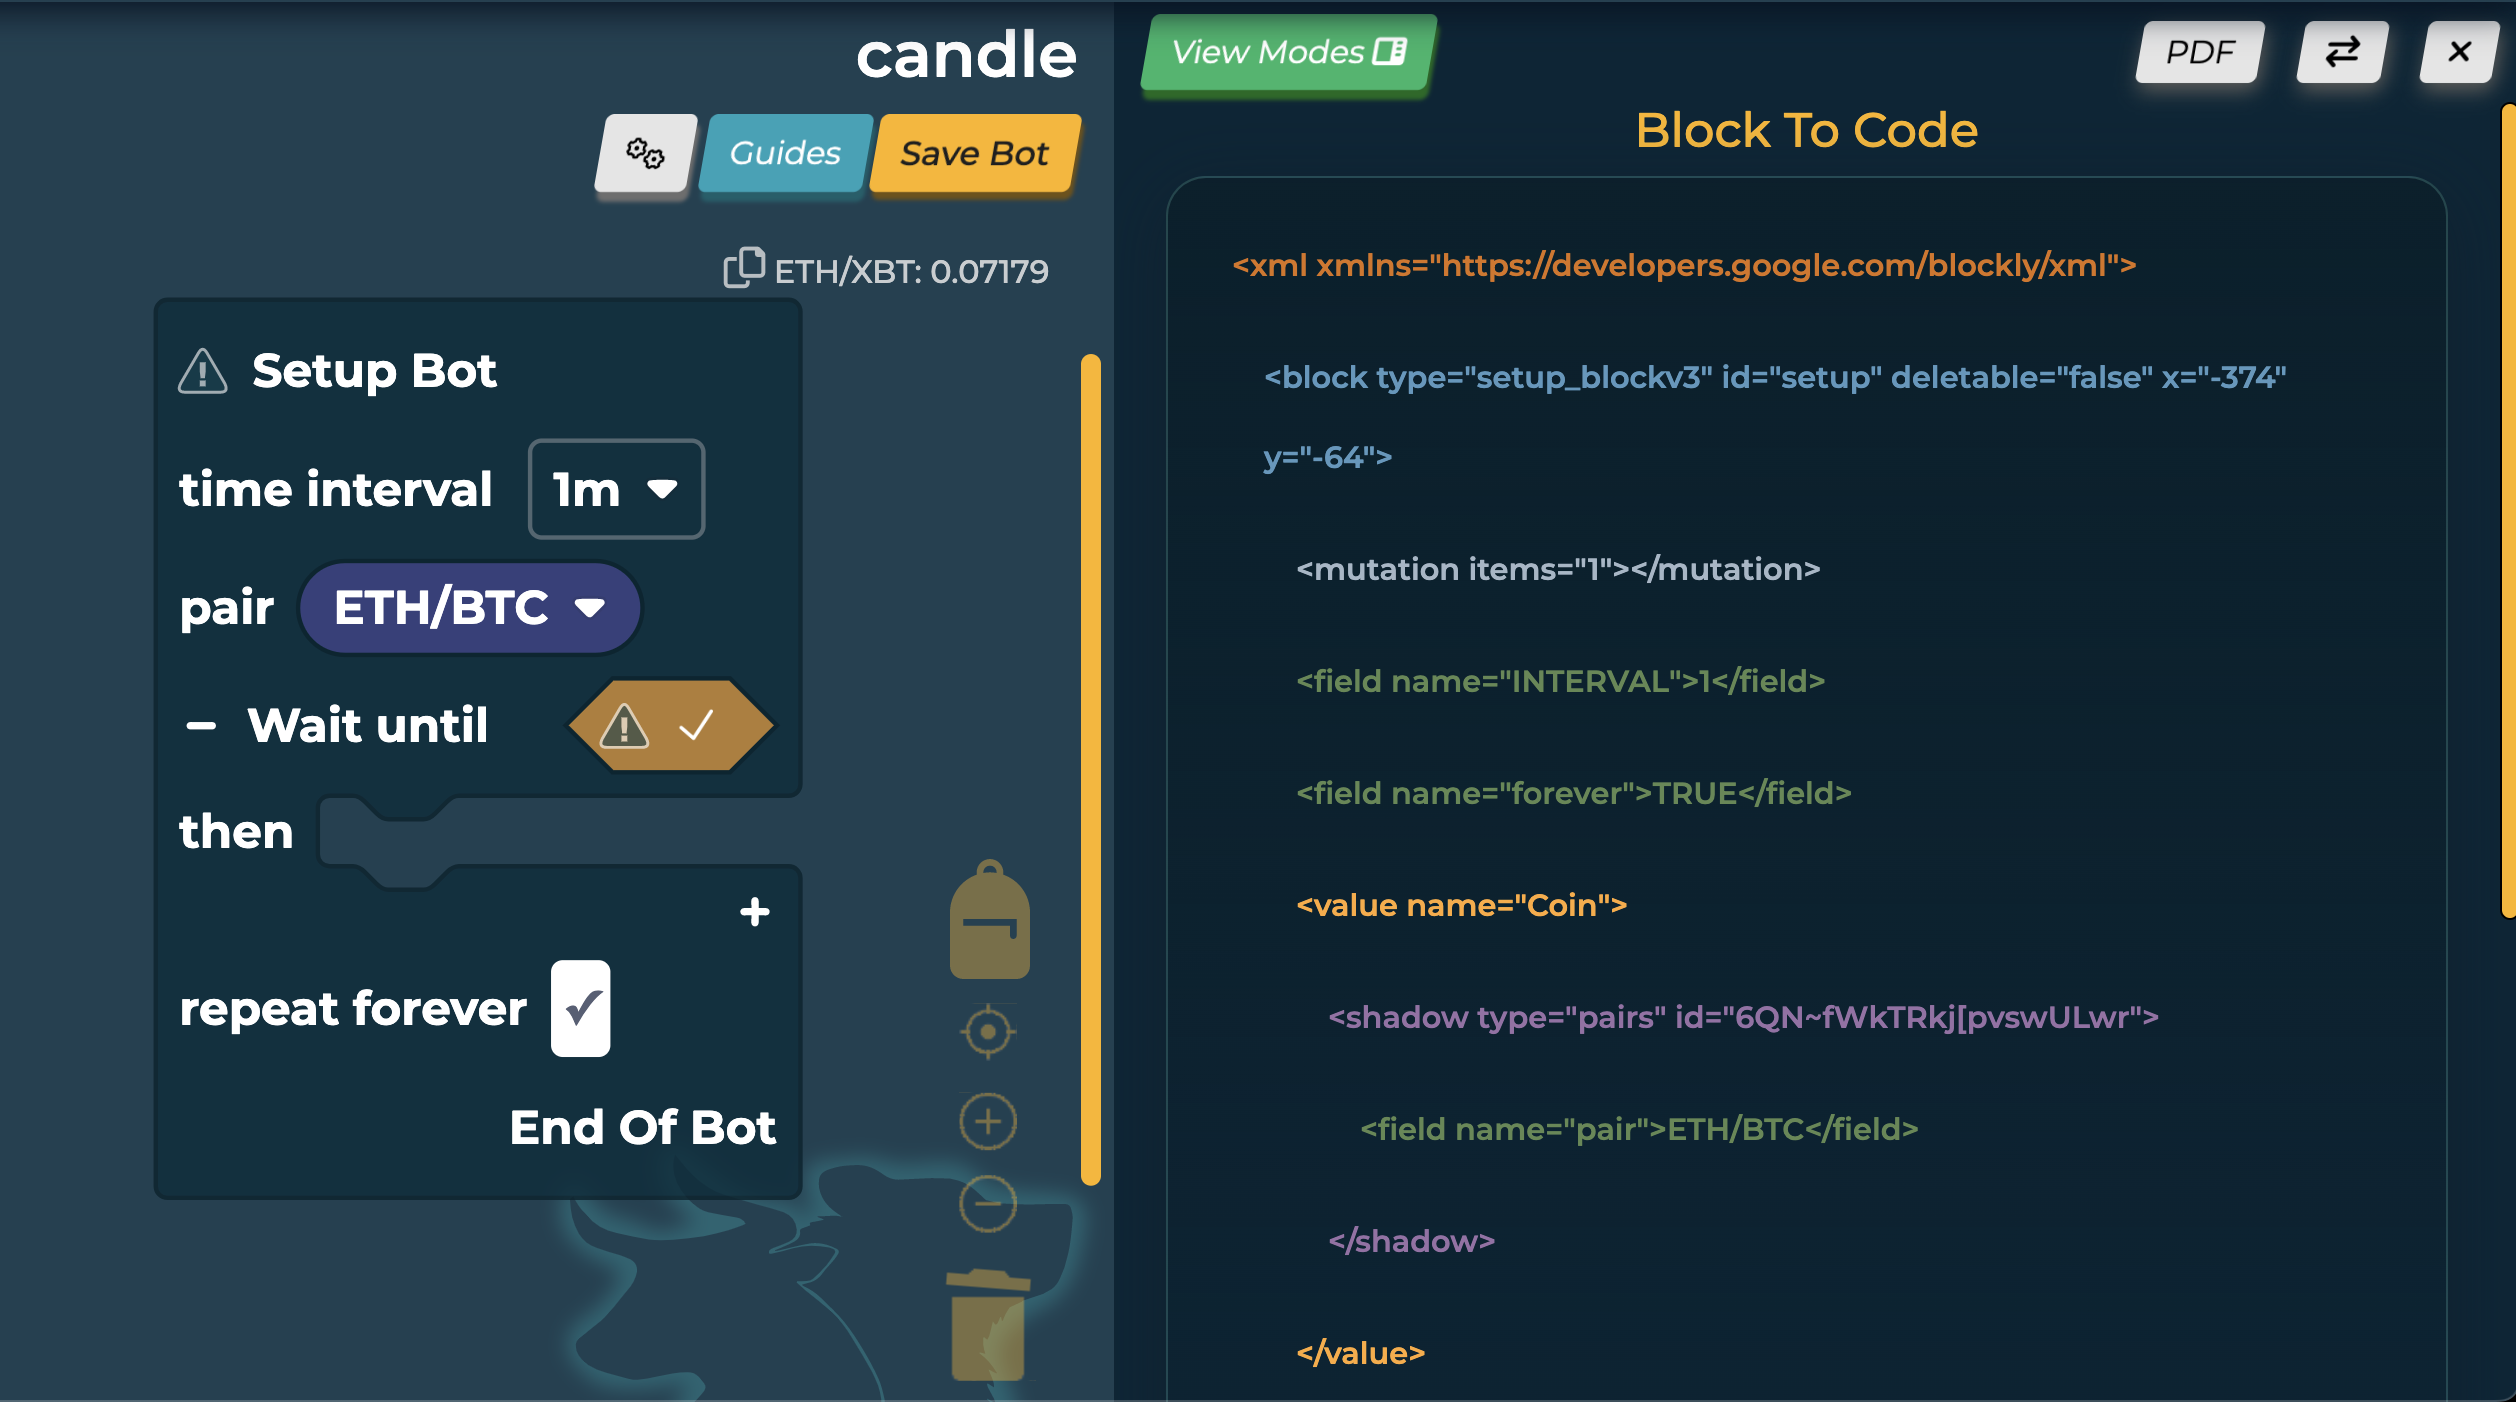 candle
Guides
Save Bot
ETH/XBT: 0.07179
Setup Bot
time interval 1m
pair ETH/BTC
– Wait until
then
+
repeat forever
End Of Bot
View Modes
PDF
Block To Code
<xml xmlns="https://developers.google.com/blockly/xml">
<block type="setup_blockv3" id="setup" deletable="false" x="-374"
y="-64">
<mutation items="1"></mutation>
<field name="INTERVAL">1</field>
<field name="forever">TRUE</field>
<value name="Coin">
<shadow type="pairs" id="6QN~fWkTRkj[pvswULwr">
<field name="pair">ETH/BTC</field>
</shadow>
</value>